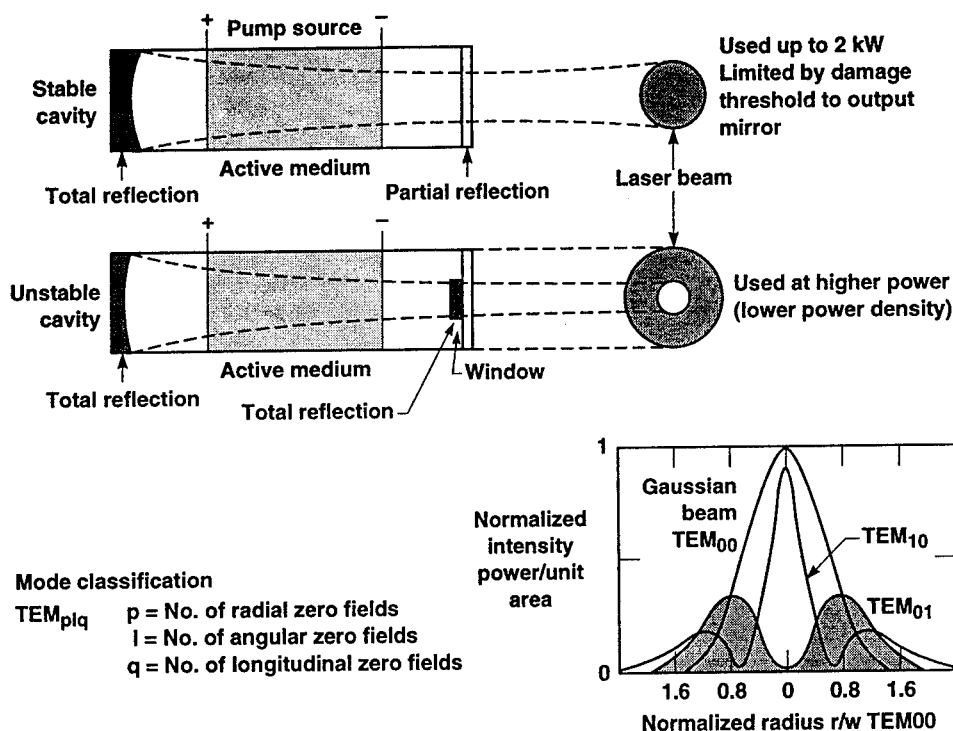 + Pump source −
Stable
cavity
Used up to 2 kW
Limited by damage
threshold to output
mirror
Active medium
Total reflection
Partial reflection
Laser beam
+ −
Unstable
cavity
Used at higher power
(lower power density)
Active medium
Window
Total reflection
Total reflection
1
Gaussian
beam
TEM00
TEM10
Normalized
intensity
power/unit
area
TEM01
0
1.6 0.8 0 0.8 1.6
Normalized radius r/w TEM00
Mode classification
TEMplq p = No. of radial zero fields
l = No. of angular zero fields
q = No. of longitudinal zero fields